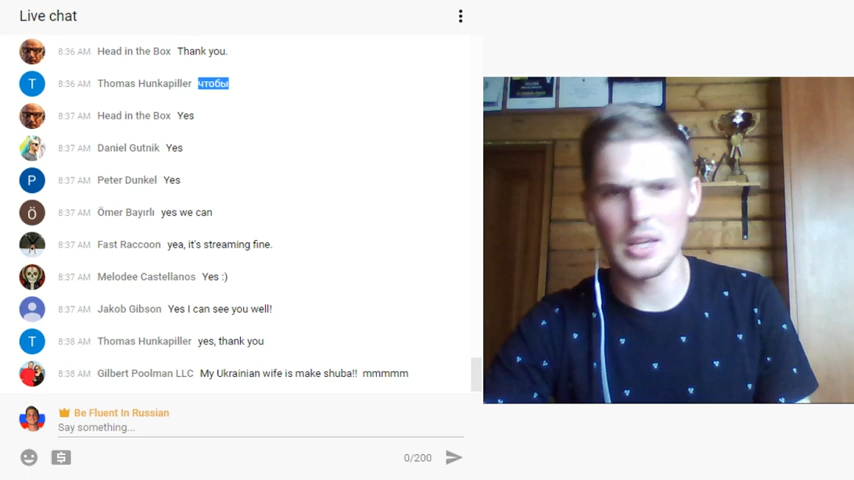 Live chat
8:36 AM Head in the Box Thank you.
T 8:36 AM Thomas Hunkapiller чтобы
8:37 AM Head in the Box Yes
8:37 AM Daniel Gutnik Yes
P 8:37 AM Peter Dunkel Yes
Ö 8:37 AM Ömer Bayırlı yes we can
8:37 AM Fast Raccoon yea, it's streaming fine.
8:37 AM Melodee Castellanos Yes :)
8:37 AM Jakob Gibson Yes I can see you well!
T 8:38 AM Thomas Hunkapiller yes, thank you
8:38 AM Gilbert Poolman LLC My Ukrainian wife is make shuba!! mmmmm
Be Fluent In Russian
Say something...
$ 0/200